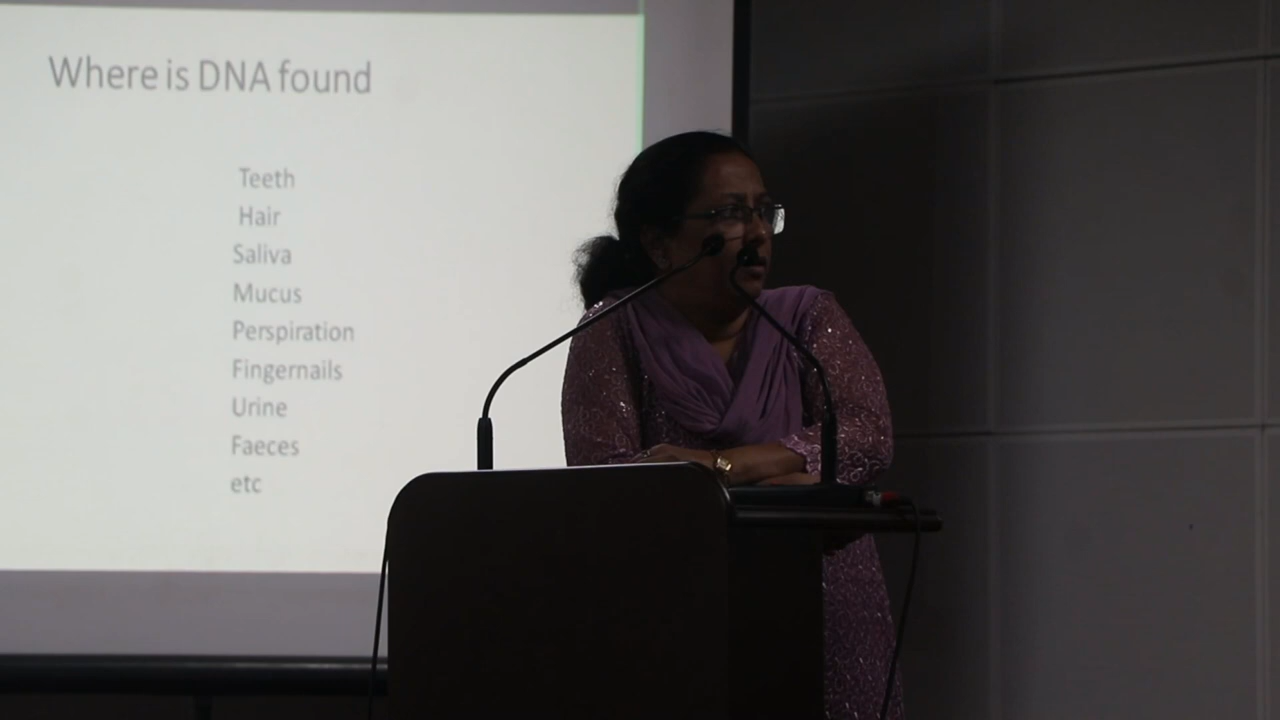 Where is DNA found
Teeth
Hair
Saliva
Mucus
Perspiration
Fingernails
Urine
Faeces
etc